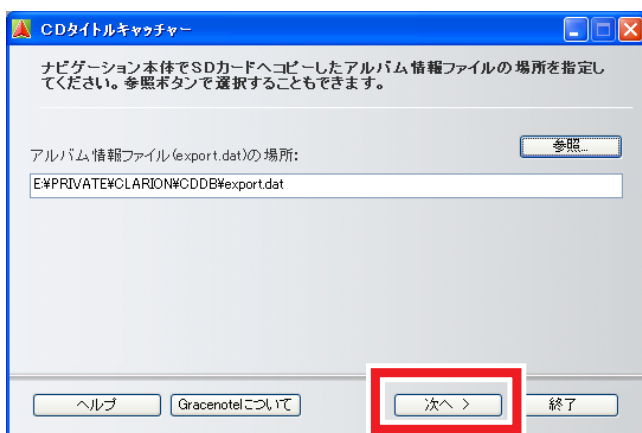 CDタイトルキャッチャー
ナビゲーション本体でSDカードへコピーしたアルバム情報ファイルの場所を指定し
てください。参照ボタンで選択することもできます。
参照...
アルバム情報ファイル(export.dat)の場所:
E:¥PRIVATE¥CLARION¥CDDB¥export.dat
ヘルプ
Gracenoteについて
次へ >
終了